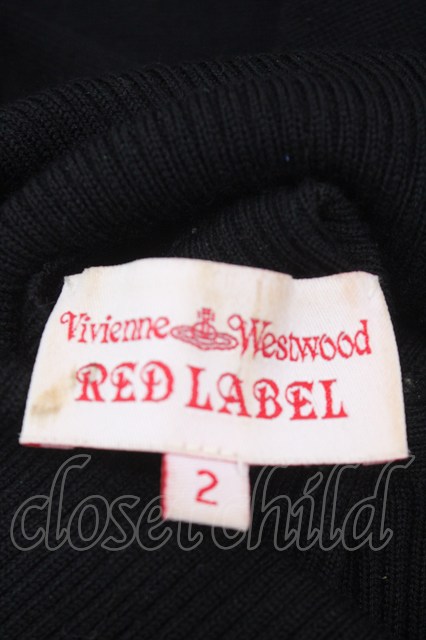 Vivienne Westwood
RED LABEL
2
closet child